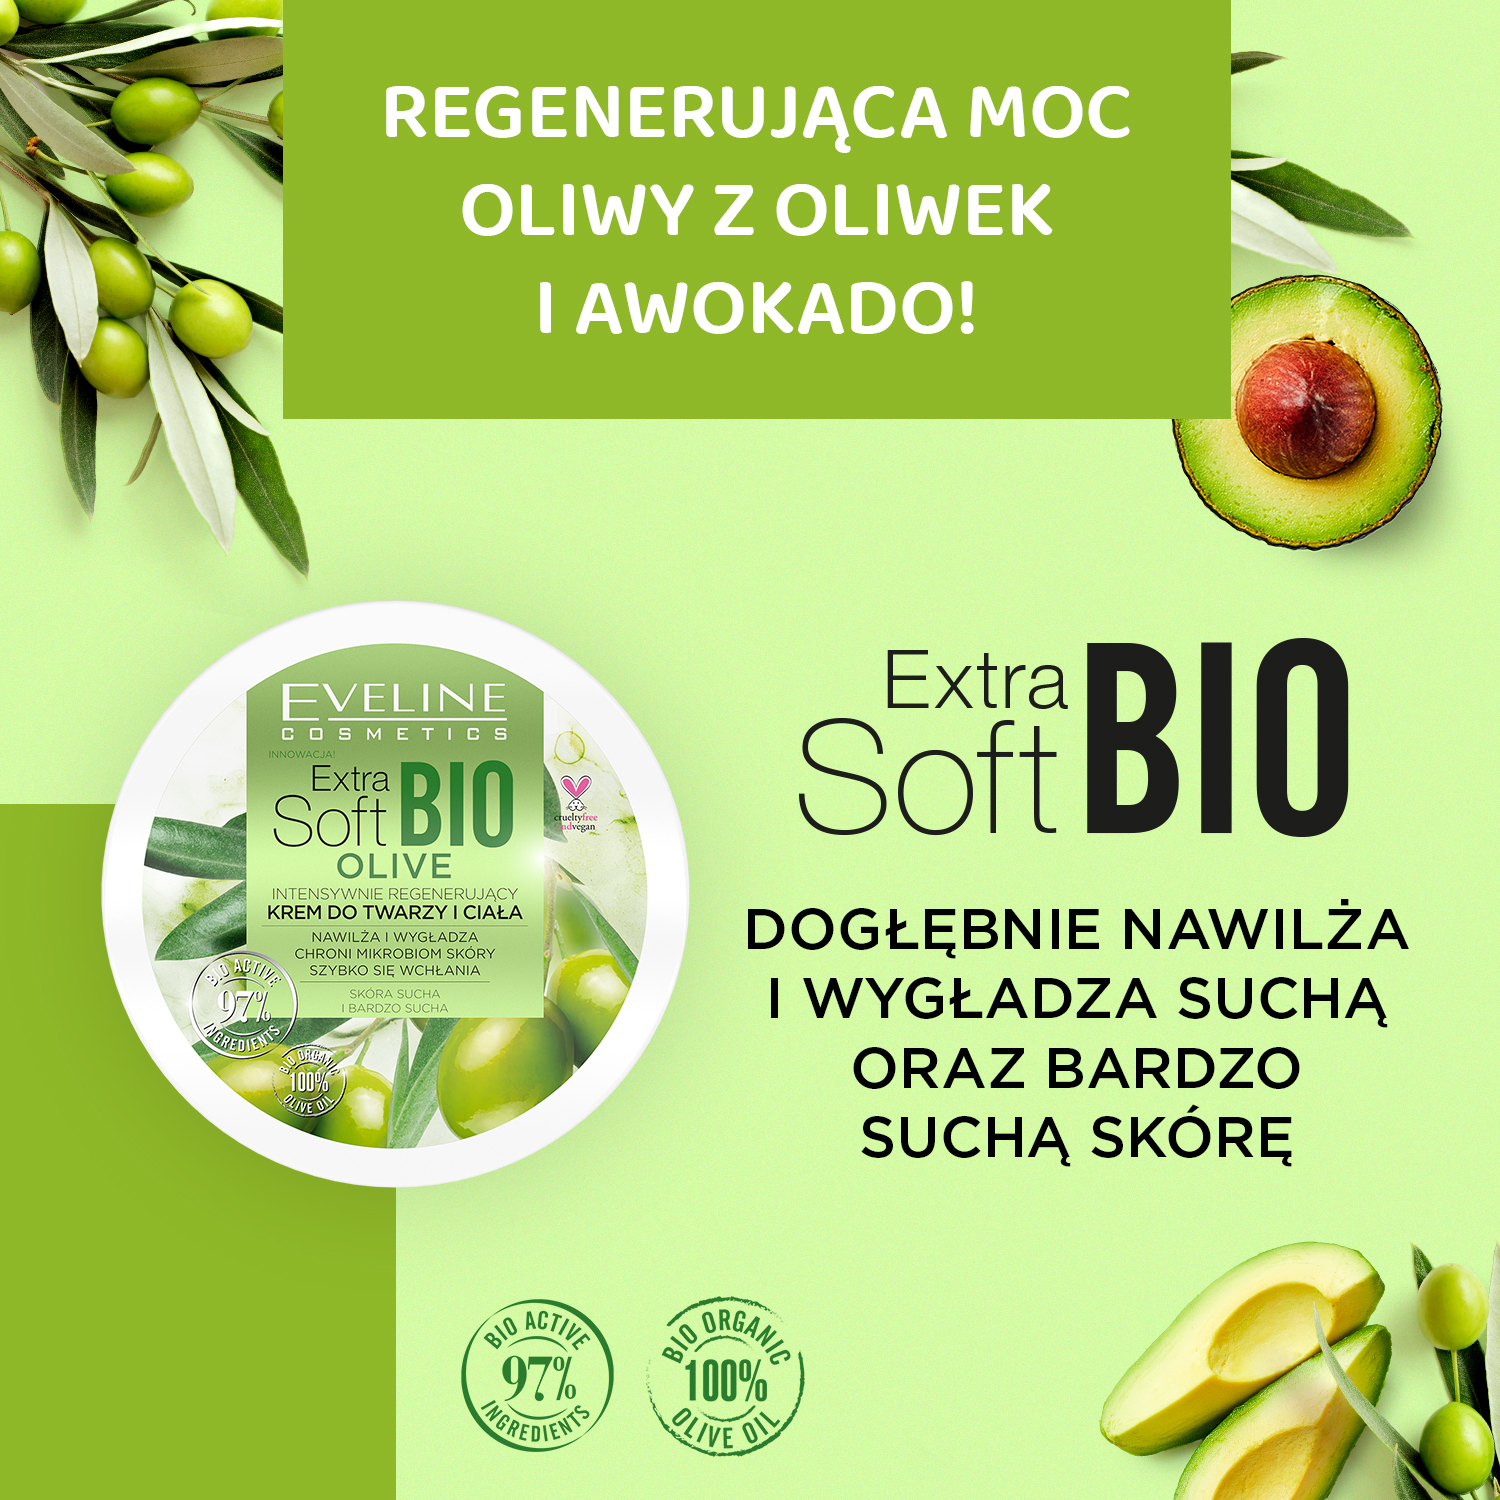 REGENERUJĄCA MOC
OLIWY Z OLIWEK
I AWOKADO!
EVELINE
COSMETICS
INNOWACJA!
Extra
Soft BIO
OLIVE
INTENSYWNIE REGENERUJĄCY
KREM DO TWARZY I CIAŁA
NAWILŻA I WYGŁADZA
CHRONI MIKROBIOM SKÓRY
SZYBKO SIĘ WCHŁANIA
SKÓRA SUCHA
I BARDZO SUCHA
crueltyfree
andvegan
BIO ACTIVE
97%
INGREDIENTS
BIO ORGANIC
100%
OLIVE OIL
Extra
Soft BIO
DOGŁĘBNIE NAWILŻA
I WYGŁADZA SUCHĄ
ORAZ BARDZO
SUCHĄ SKÓRĘ
BIO ACTIVE
97%
INGREDIENTS
BIO ORGANIC
100%
OLIVE OIL